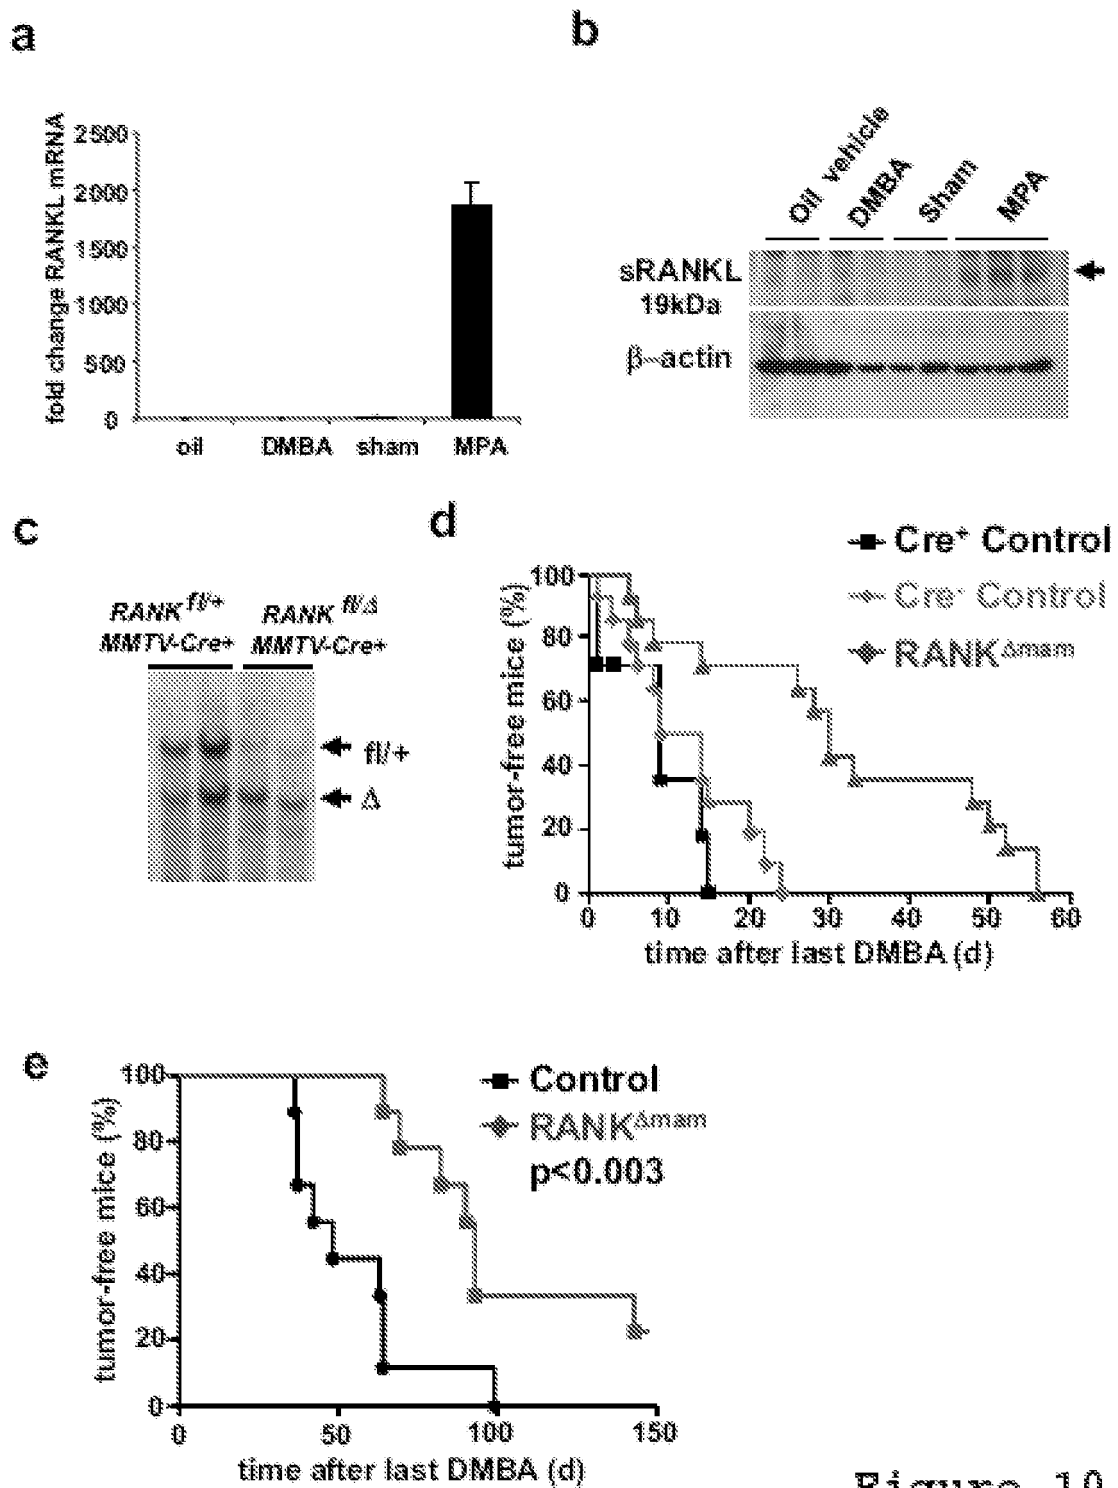 a
fold change RANKL mRNA
2500
2000
1500
1000
500
0
oil DMBA sham MPA
b
Oil vehicle
DMBA
Sham
MPA
sRANKL
19kDa
β-actin
c
RANK fl/+
MMTV-Cre+
RANK fl/Δ
MMTV-Cre+
fl/+
Δ
d
Cre+ Control
Cre- Control
RANKΔmam
tumor-free mice (%)
100
80
60
40
20
0
0 10 20 30 40 50 60
time after last DMBA (d)
e
Control
RANKΔmam
p<0.003
tumor-free mice (%)
100
80
60
40
20
0
0 50 100 150
time after last DMBA (d)
Figure 10